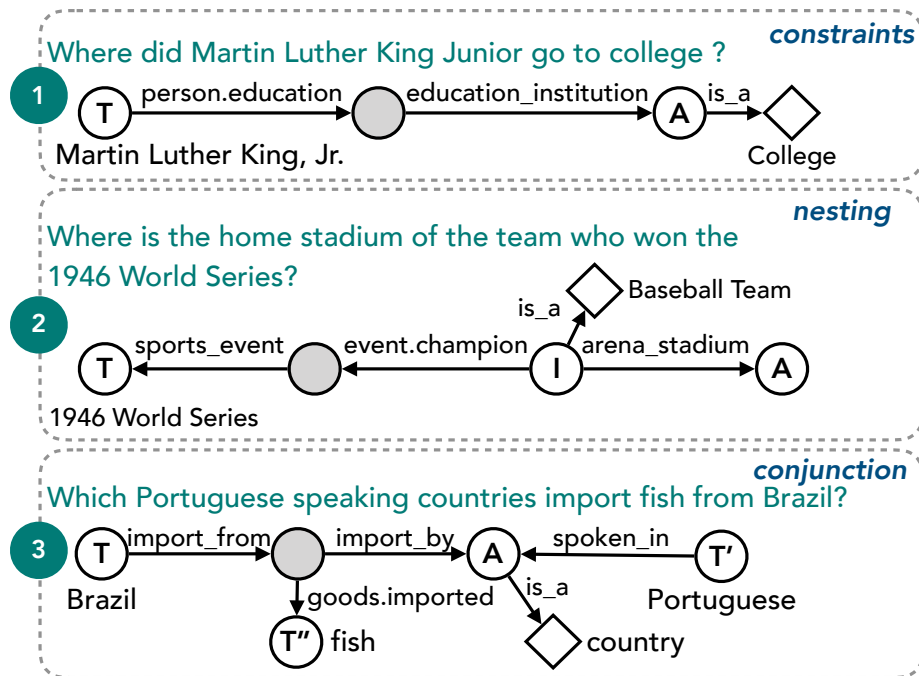 constraints
Where did Martin Luther King Junior go to college ?
1
T person.education education_institution A is_a
Martin Luther King, Jr.
College
nesting
Where is the home stadium of the team who won the
1946 World Series?
Baseball Team
is_a
2
T sports_event event.champion I arena_stadium A
1946 World Series
conjunction
Which Portuguese speaking countries import fish from Brazil?
3
T import_from import_by A spoken_in T'
Brazil goods.imported is_a Portuguese
T" fish country